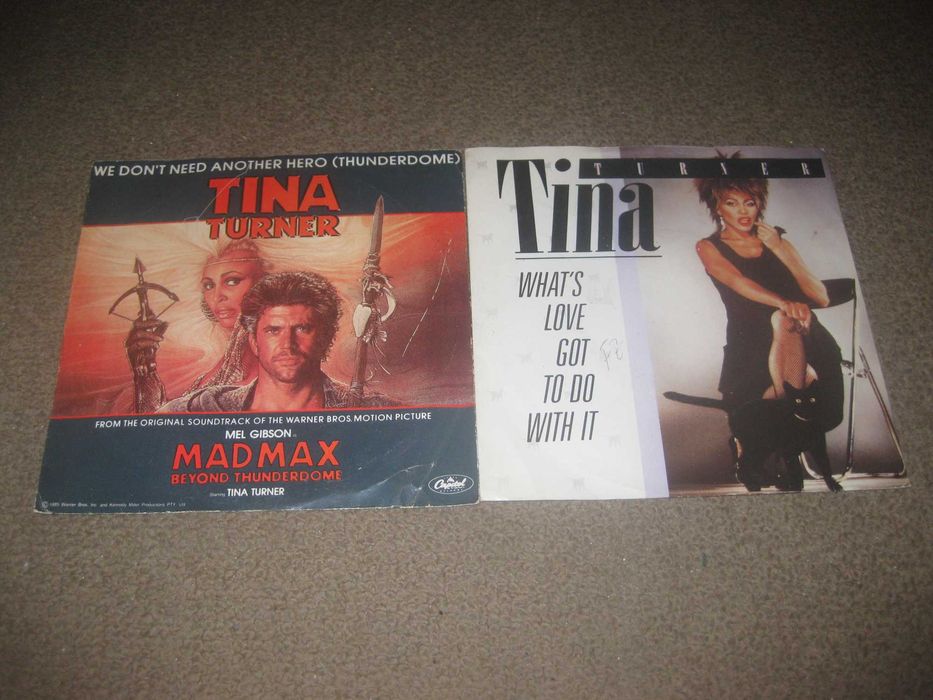 WE DON'T NEED ANOTHER HERO (THUNDERDOME)
TINA
TURNER
FROM THE ORIGINAL SOUNDTRACK OF THE WARNER BROS. MOTION PICTURE
MEL GIBSON
MAD MAX
BEYOND THUNDERDOME
TINA TURNER
Capitol
Tina
TURNER
WHAT'S
LOVE
GOT
TO DO
WITH IT